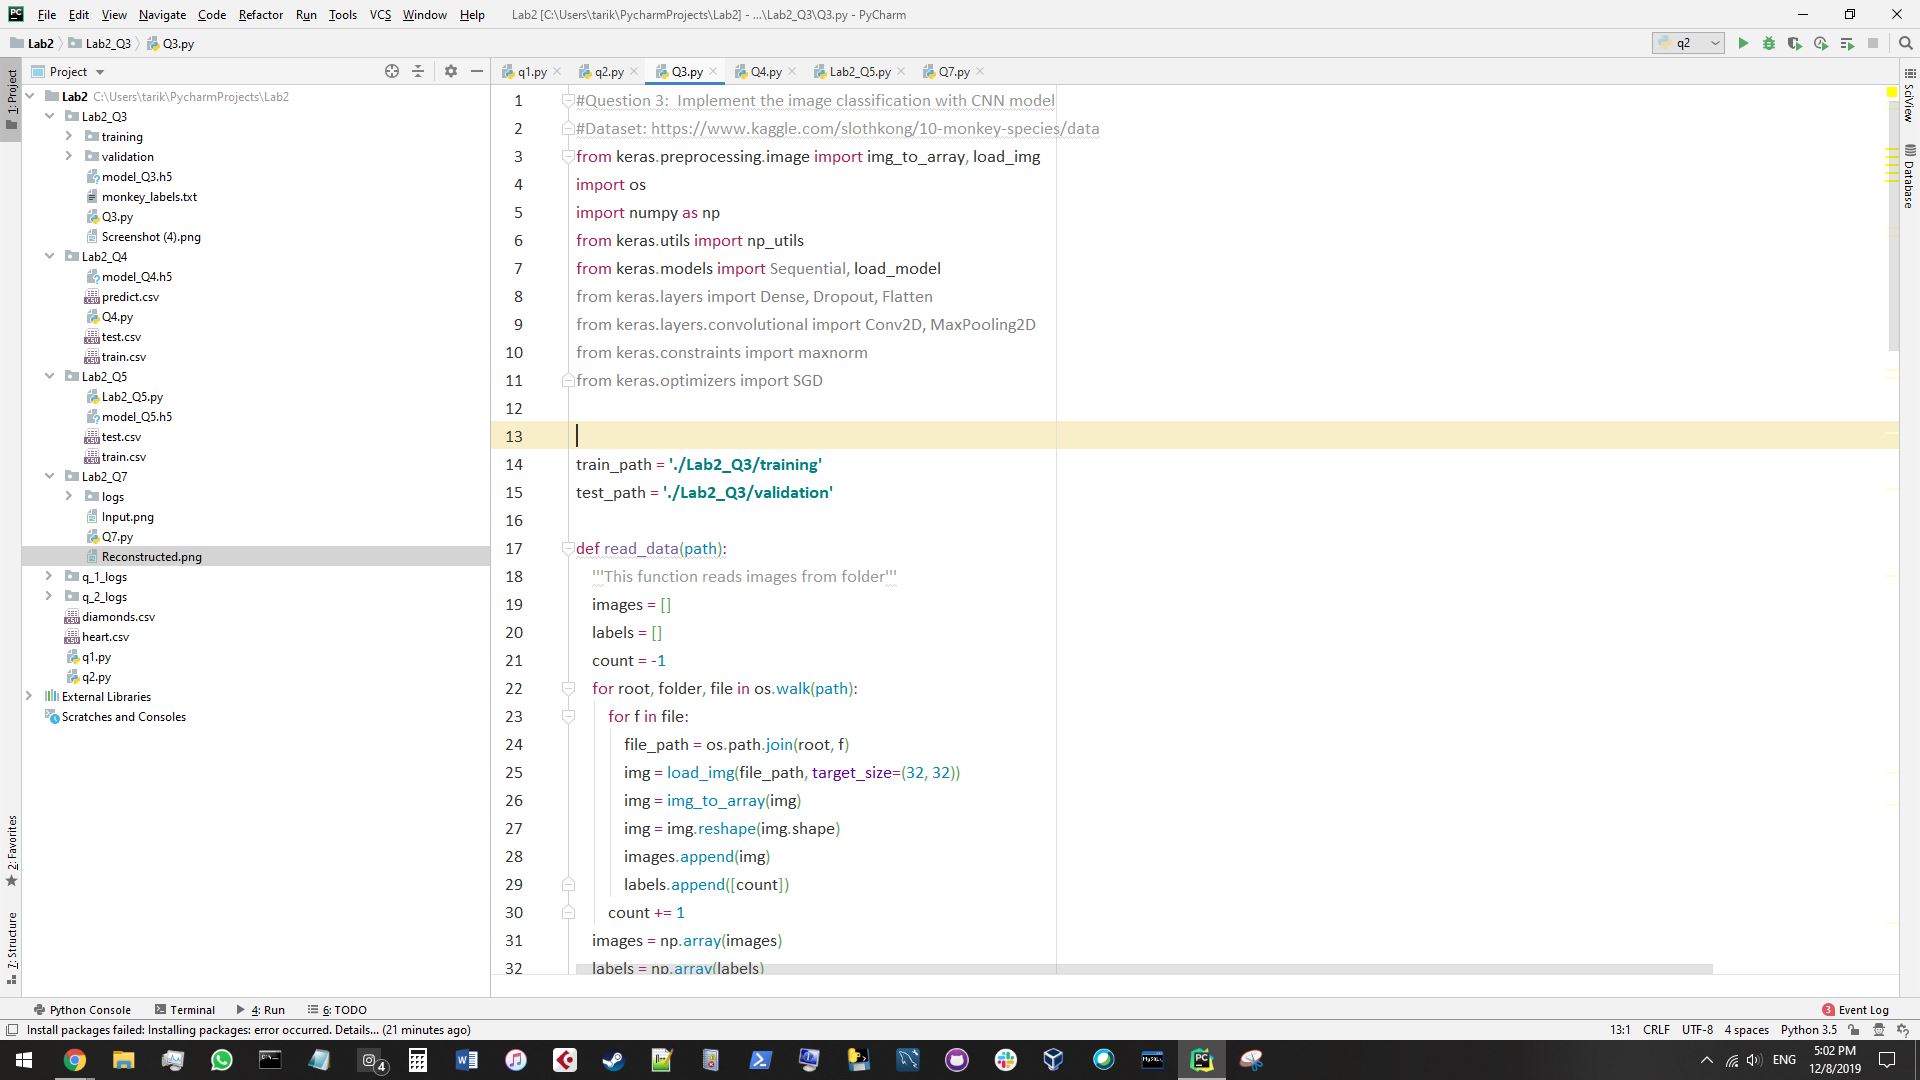 File Edit View Navigate Code Refactor Run Tools VCS Window Help Lab2 [C:\Users\tarik\PycharmProjects\Lab2] - ...\Lab2_Q3\Q3.py - PyCharm
Lab2 Lab2_Q3 Q3.py q2
Project q1.py q2.py Q3.py Q4.py Lab2_Q5.py Q7.py
1: Project
Lab2 C:\Users\tarik\PycharmProjects\Lab2
Lab2_Q3
training
validation
model_Q3.h5
monkey_labels.txt
Q3.py
Screenshot (4).png
Lab2_Q4
model_Q4.h5
predict.csv
Q4.py
test.csv
train.csv
Lab2_Q5
Lab2_Q5.py
model_Q5.h5
test.csv
train.csv
Lab2_Q7
logs
Input.png
Q7.py
Reconstructed.png
q_1_logs
q_2_logs
diamonds.csv
heart.csv
q1.py
q2.py
External Libraries
Scratches and Consoles
2: Favorites
7: Structure
1 #Question 3:  Implement the image classification with CNN model
2 #Dataset: https://www.kaggle.com/slothkong/10-monkey-species/data
3 from keras.preprocessing.image import img_to_array, load_img
4 import os
5 import numpy as np
6 from keras.utils import np_utils
7 from keras.models import Sequential, load_model
8 from keras.layers import Dense, Dropout, Flatten
9 from keras.layers.convolutional import Conv2D, MaxPooling2D
10 from keras.constraints import maxnorm
11 from keras.optimizers import SGD
12
13
14 train_path = './Lab2_Q3/training'
15 test_path = './Lab2_Q3/validation'
16
17 def read_data(path):
18 '''This function reads images from folder'''
19 images = []
20 labels = []
21 count = -1
22 for root, folder, file in os.walk(path):
23 for f in file:
24 file_path = os.path.join(root, f)
25 img = load_img(file_path, target_size=(32, 32))
26 img = img_to_array(img)
27 img = img.reshape(img.shape)
28 images.append(img)
29 labels.append([count])
30 count += 1
31 images = np.array(images)
32 labels = np.array(labels)
SciView
Database
Python Console Terminal 4: Run 6: TODO 3 Event Log
Install packages failed: Installing packages: error occurred. Details... (21 minutes ago) 13:1 CRLF UTF-8 4 spaces Python 3.5
4 ENG 5:02 PM
12/8/2019